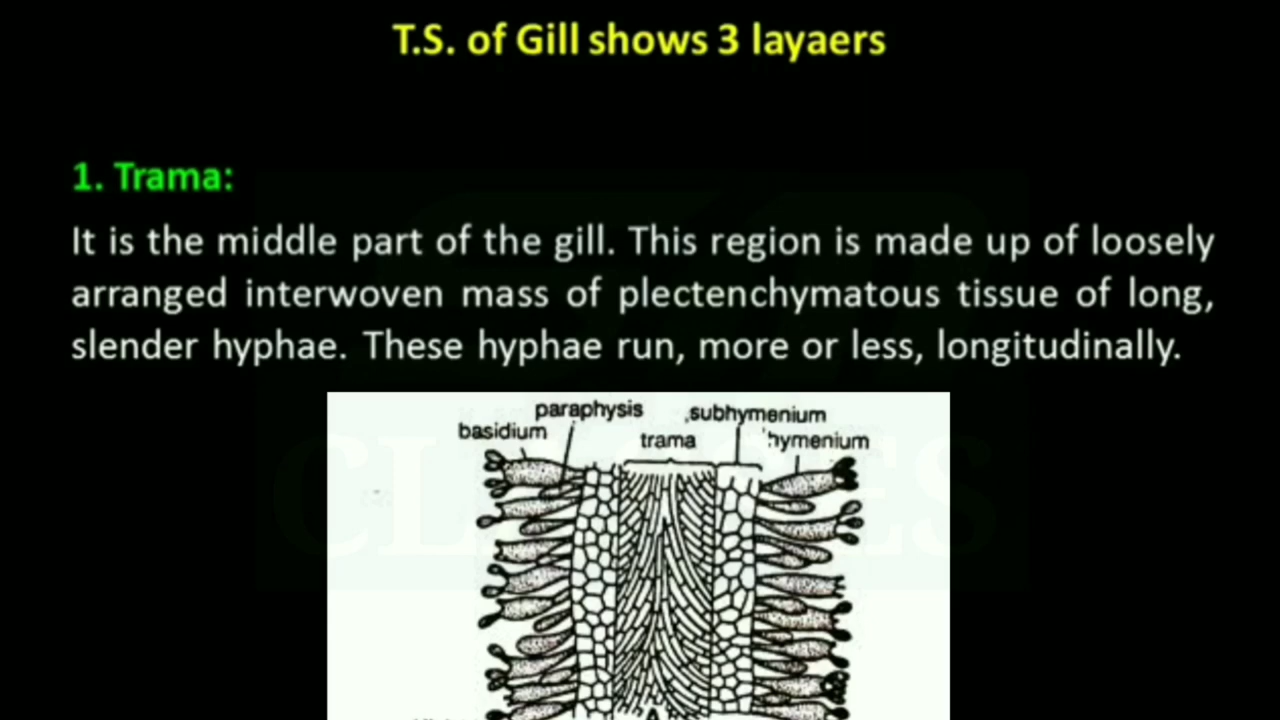 T.S. of Gill shows 3 layaers
1. Trama:
It is the middle part of the gill. This region is made up of loosely
arranged interwoven mass of plectenchymatous tissue of long,
slender hyphae. These hyphae run, more or less, longitudinally.
paraphysis
subhymenium
basidium
trama
hymenium
A